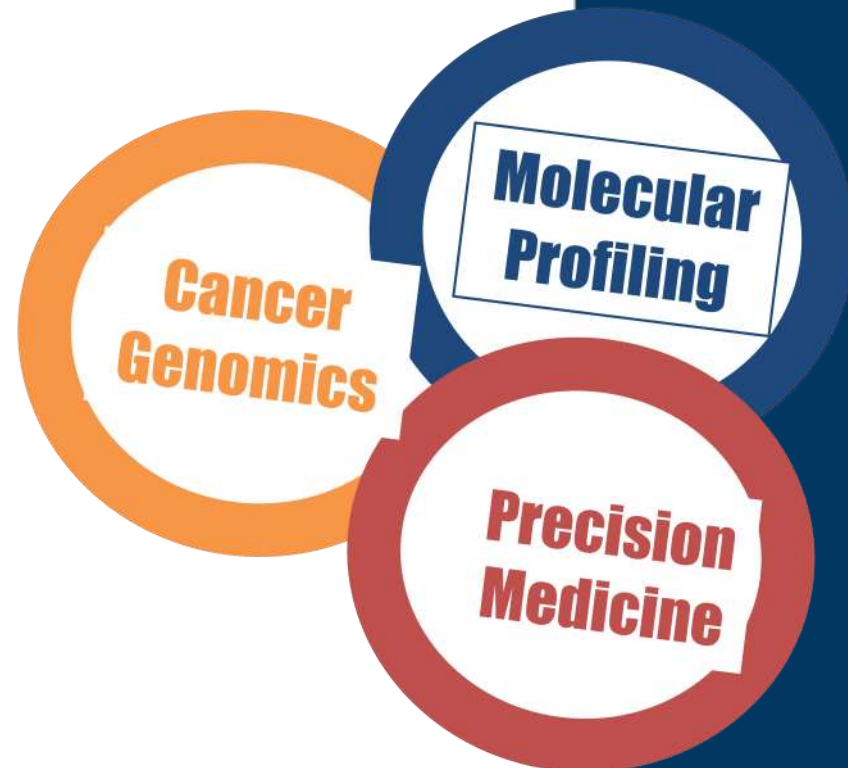 Molecular
Profiling
Cancer
Genomics
Precision
Medicine